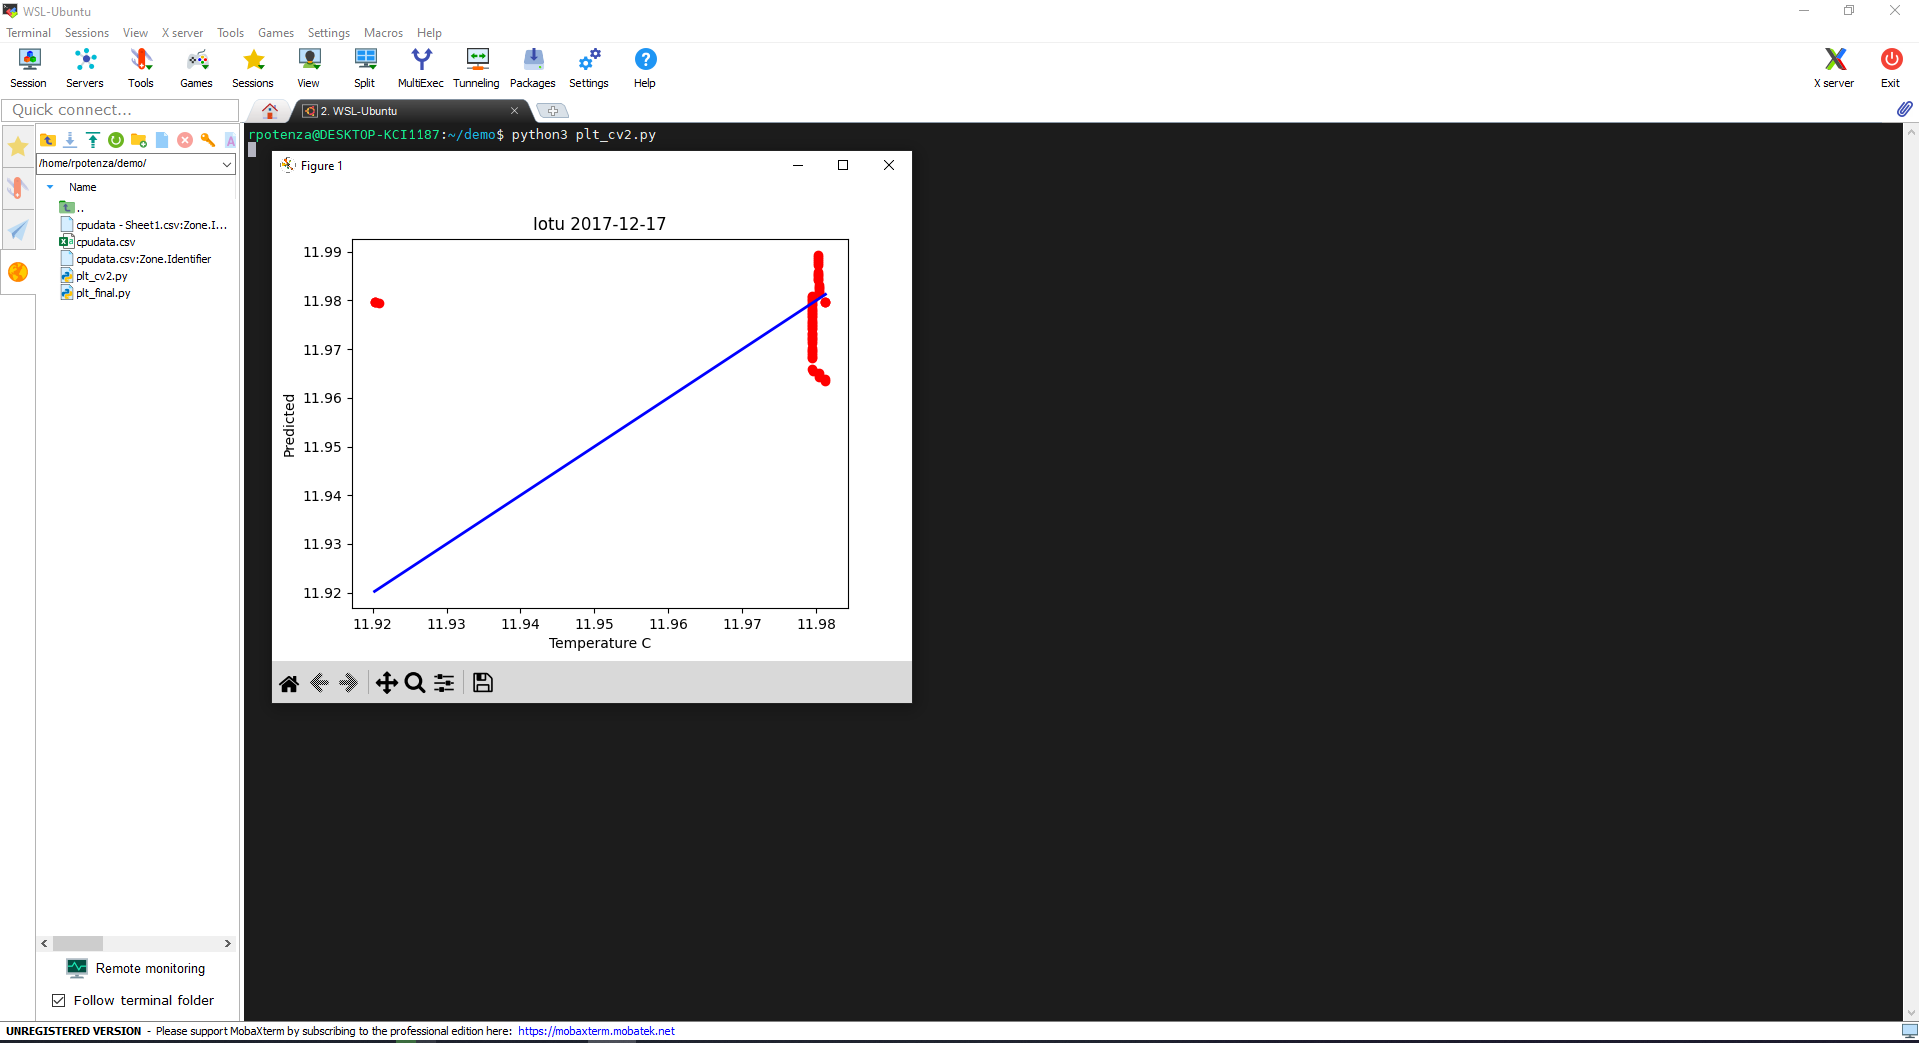 WSL-Ubuntu
Terminal Sessions View X server Tools Games Settings Macros Help
Session Servers Tools Games Sessions View Split MultiExec Tunneling Packages Settings Help X server Exit
Quick connect...
2. WSL-Ubuntu
/home/rpotenza/demo/
Name
..
cpudata - Sheet1.csv:Zone.I...
cpudata.csv
cpudata.csv:Zone.Identifier
plt_cv2.py
plt_final.py
Remote monitoring
Follow terminal folder
rpotenza@DESKTOP-KCI1187:~/demo$ python3 plt_cv2.py
Figure 1
Iotu 2017-12-17
11.99
11.98
11.97
11.96
11.95
11.94
11.93
11.92
Predicted
11.92 11.93 11.94 11.95 11.96 11.97 11.98
Temperature C
UNREGISTERED VERSION - Please support MobaXterm by subscribing to the professional edition here: https://mobaxterm.mobatek.net